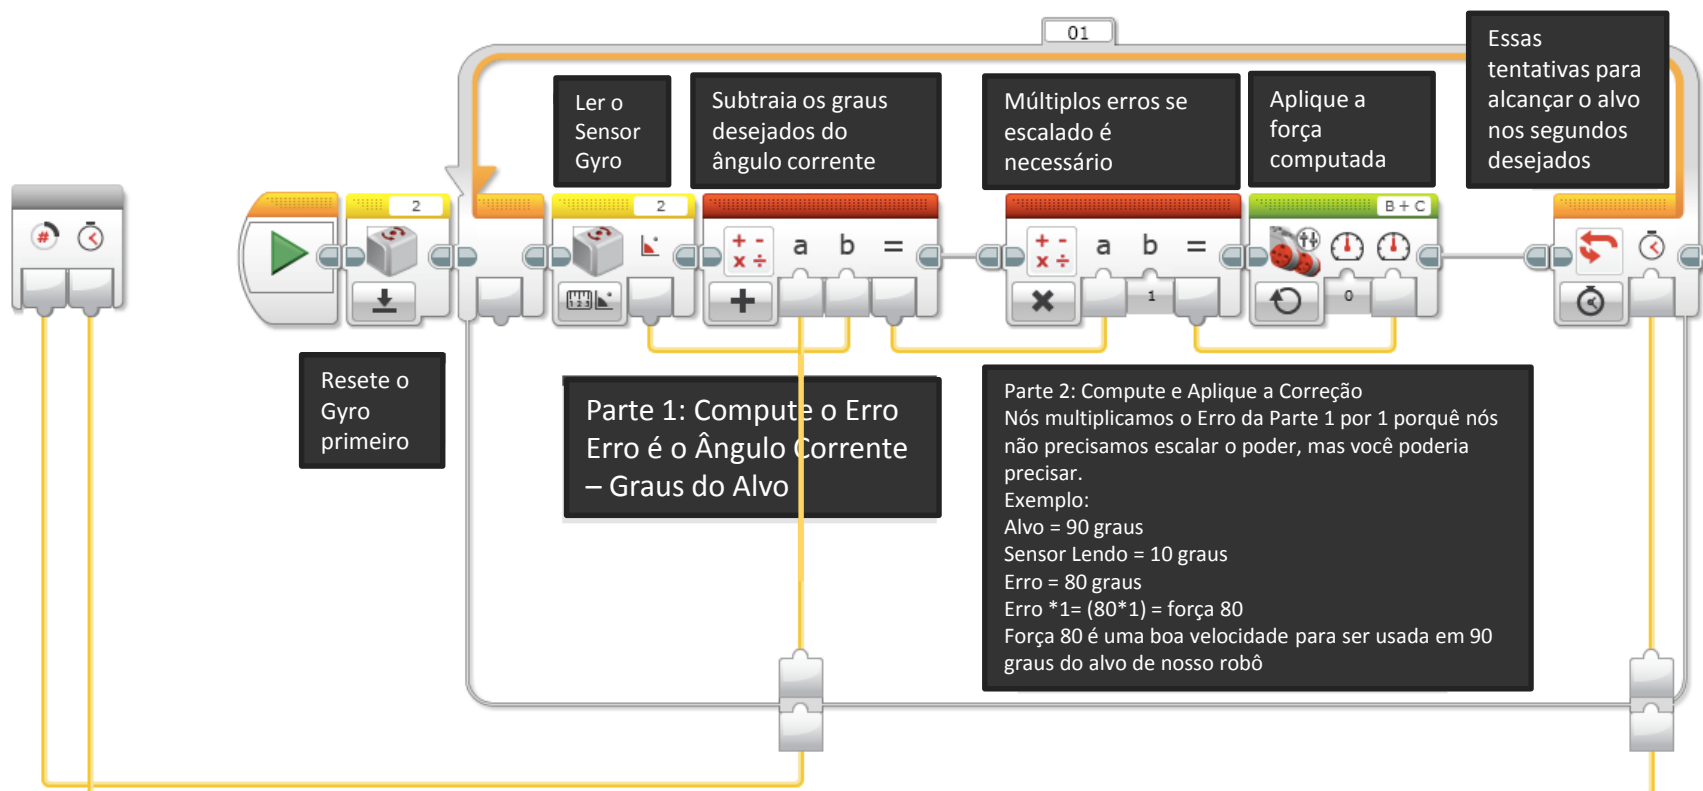 01
Essas
tentativas para
alcançar o alvo
nos segundos
desejados
Ler o
Sensor
Gyro
Subtraia os graus
desejados do
ângulo corrente
Múltiplos erros se
escalado é
necessário
Aplique a
força
computada
#
2
2
a b =
a b =
1
B + C
0
1 2 3
Resete o
Gyro
primeiro
Parte 1: Compute o Erro
Erro é o Ângulo Corrente
– Graus do Alvo
Parte 2: Compute e Aplique a Correção
Nós multiplicamos o Erro da Parte 1 por 1 porquê nós
não precisamos escalar o poder, mas você poderia
precisar.
Exemplo:
Alvo = 90 graus
Sensor Lendo = 10 graus
Erro = 80 graus
Erro *1= (80*1) = força 80
Força 80 é uma boa velocidade para ser usada em 90
graus do alvo de nosso robô